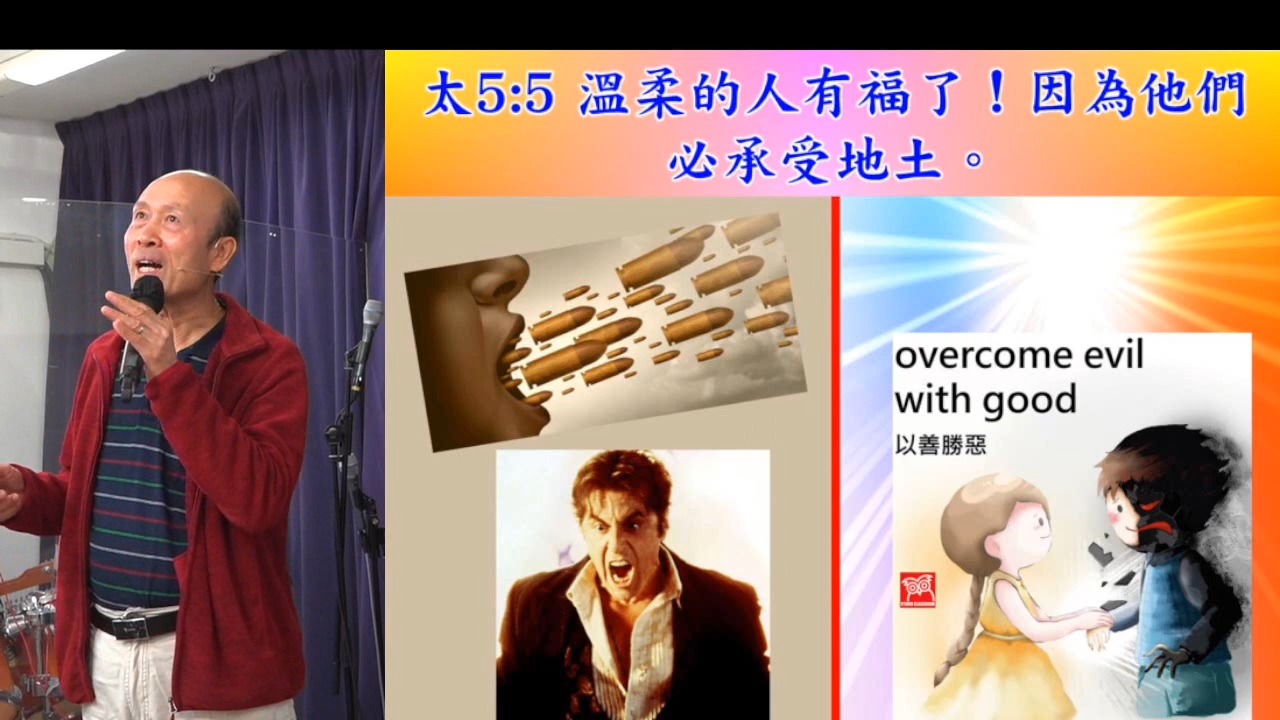 太5:5 溫柔的人有福了！因為他們
必承受地土。
overcome evil
with good
以善勝惡